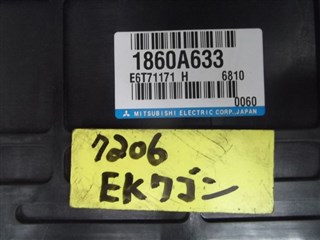 1860A633
E6T71171 H 6810
0060
MITSUBISHI ELECTRIC CORP., JAPAN
7206
EKワゴン